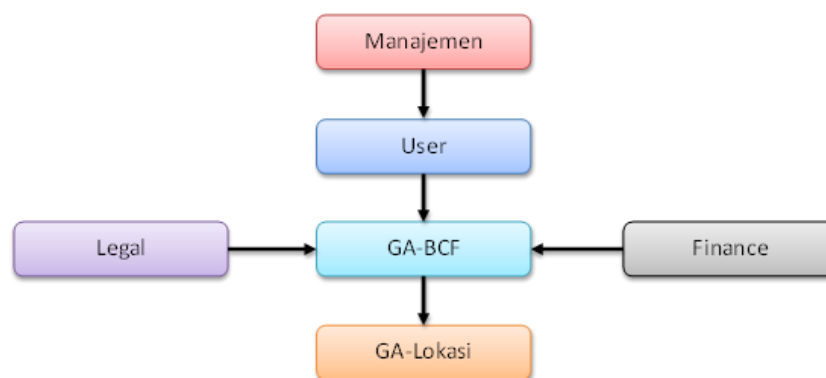 Manajemen
User
Legal
GA-BCF
Finance
GA-Lokasi